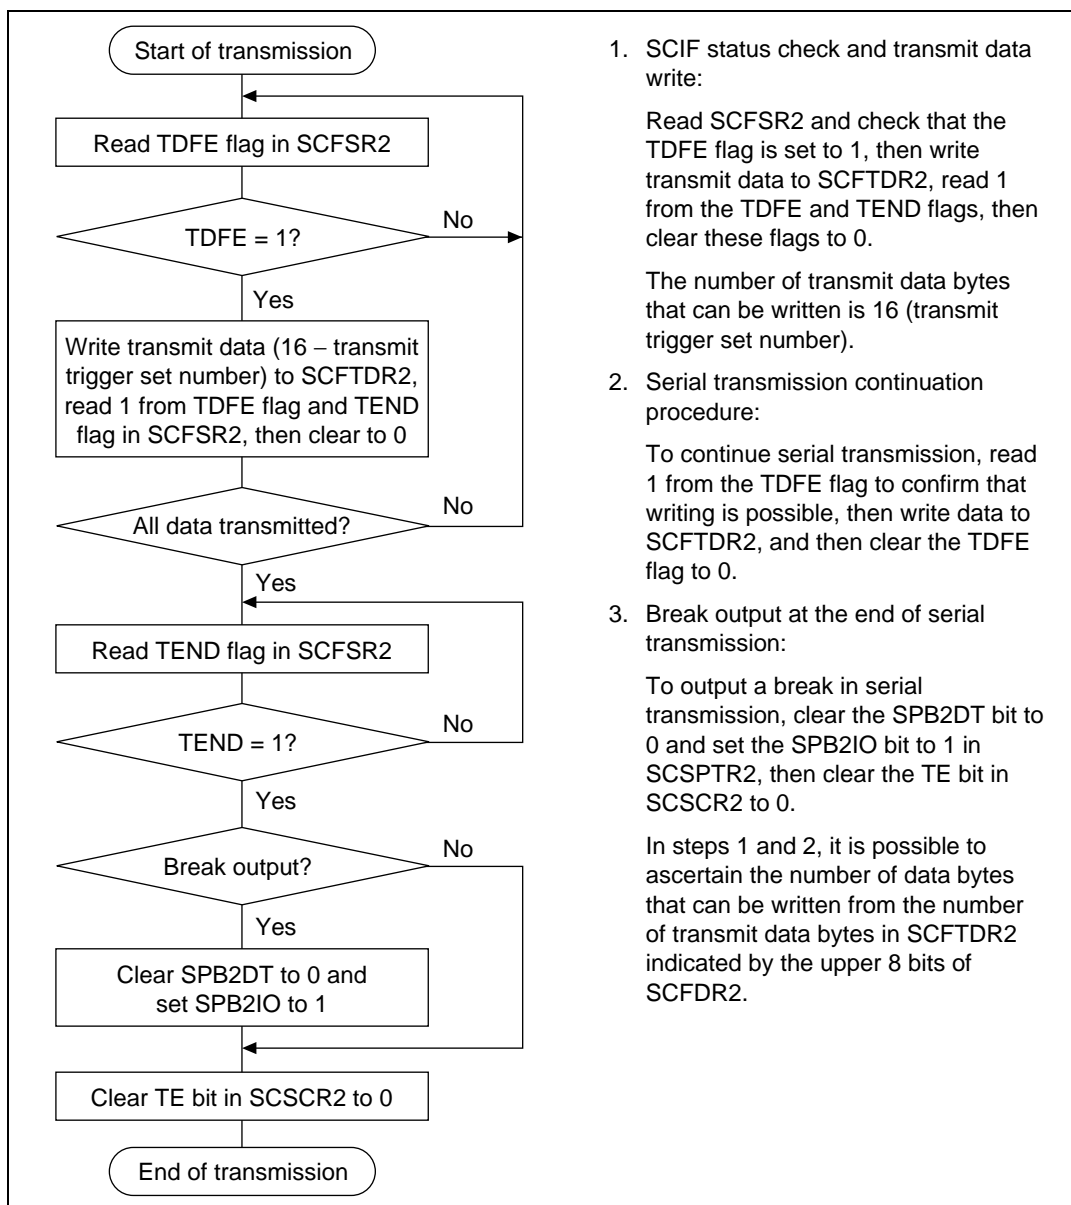 Start of transmission
Read TDFE flag in SCFSR2
TDFE = 1?
No
Yes
Write transmit data (16 – transmit
trigger set number) to SCFTDR2,
read 1 from TDFE flag and TEND
flag in SCFSR2, then clear to 0
All data transmitted?
No
Yes
Read TEND flag in SCFSR2
TEND = 1?
No
Yes
Break output?
No
Yes
Clear SPB2DT to 0 and
set SPB2IO to 1
Clear TE bit in SCSCR2 to 0
End of transmission
1. SCIF status check and transmit data
write:
Read SCFSR2 and check that the
TDFE flag is set to 1, then write
transmit data to SCFTDR2, read 1
from the TDFE and TEND flags, then
clear these flags to 0.
The number of transmit data bytes
that can be written is 16 (transmit
trigger set number).
2. Serial transmission continuation
procedure:
To continue serial transmission, read
1 from the TDFE flag to confirm that
writing is possible, then write data to
SCFTDR2, and then clear the TDFE
flag to 0.
3. Break output at the end of serial
transmission:
To output a break in serial
transmission, clear the SPB2DT bit to
0 and set the SPB2IO bit to 1 in
SCSPTR2, then clear the TE bit in
SCSCR2 to 0.
In steps 1 and 2, it is possible to
ascertain the number of data bytes
that can be written from the number
of transmit data bytes in SCFTDR2
indicated by the upper 8 bits of
SCFDR2.